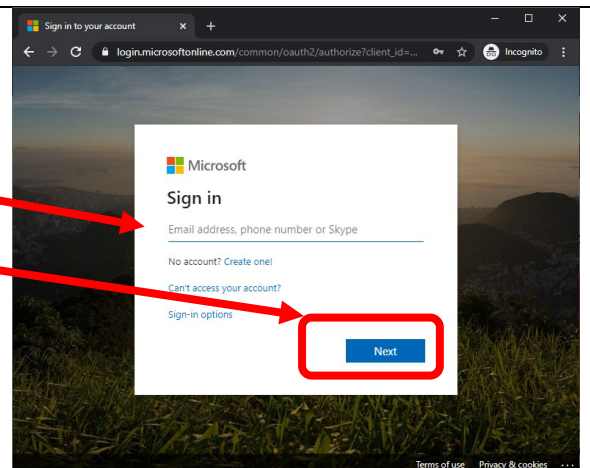 Sign in to your account
login.microsoftonline.com/common/oauth2/authorize?client_id=...
Incognito
Microsoft
Sign in
Email address, phone number or Skype
No account? Create one!
Can't access your account?
Sign-in options
Next
Terms of use Privacy & cookies ...